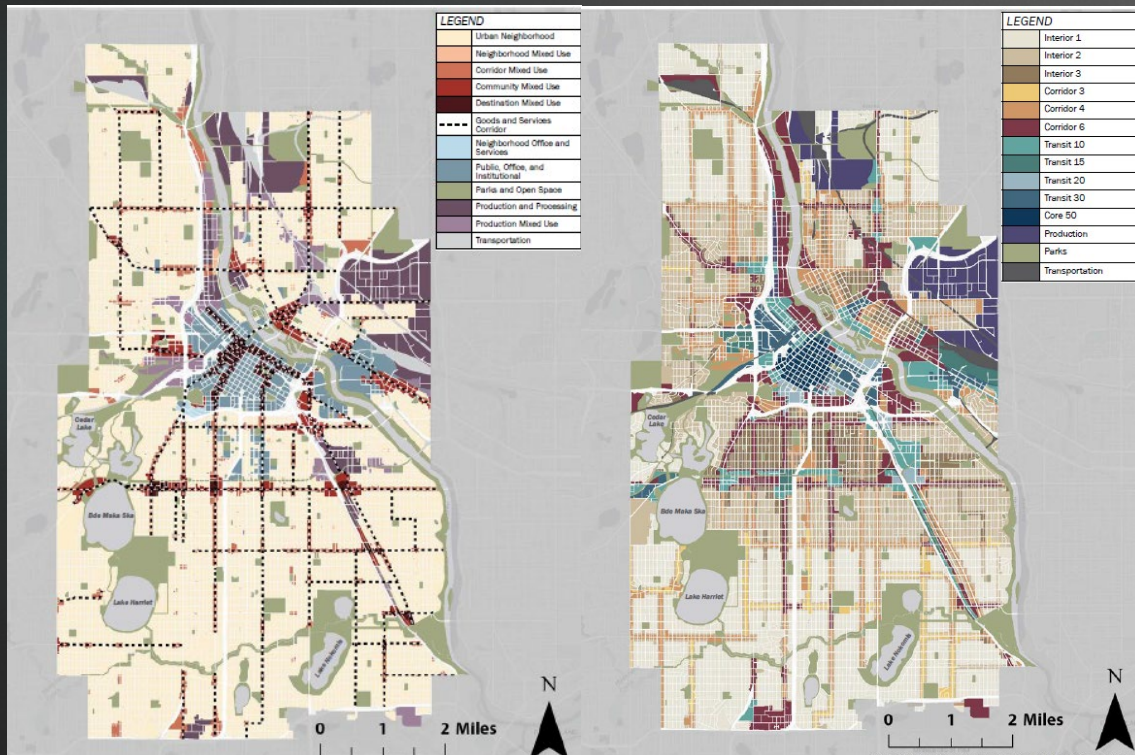 LEGEND
Urban Neighborhood
Neighborhood Mixed Use
Corridor Mixed Use
Community Mixed Use
Destination Mixed Use
Goods and Services
Corridor
Neighborhood Office and
Services
Public, Office, and
Institutional
Parks and Open Space
Production and Processing
Production Mixed Use
Transportation
Cedar
Lake
Bde Maka Ska
Lake Harriet
Lake Nokomis
N
0 1 2 Miles
LEGEND
Interior 1
Interior 2
Interior 3
Corridor 3
Corridor 4
Corridor 6
Transit 10
Transit 15
Transit 20
Transit 30
Core 50
Production
Parks
Transportation
Cedar
Lake
Bde Maka Ska
Lake Harriet
Lake Nokomis
N
0 1 2 Miles